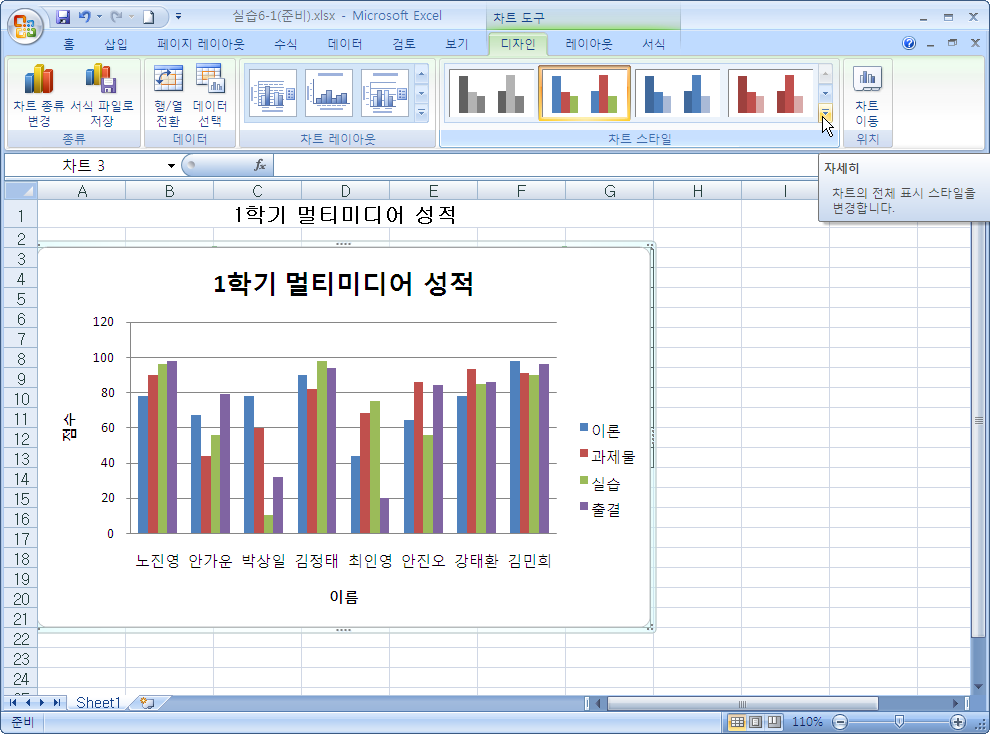 실습6-1(준비).xlsx - Microsoft Excel
차트 도구
홈 삽입 페이지 레이아웃 수식 데이터 검토 보기 디자인 레이아웃 서식
차트 종류 변경
서식 파일로 저장
행/열 전환
데이터 선택
차트 이동
종류 데이터 차트 레이아웃 차트 스타일 위치
차트 3
fx
자세히
차트의 전체 표시 스타일을
변경합니다.
A B C D E F G H I
1 1학기 멀티미디어 성적
2
3
4
5
6
7
8
9
10
11
12
13
14
15
16
17
18
19
20
21
22
23
24
1학기 멀티미디어 성적
120
100
80
60
40
20
0
점수
이론
과제물
실습
출결
노진영 안가운 박상일 김정태 최인영 안진오 강태환 김민희
이름
Sheet1
준비
110%